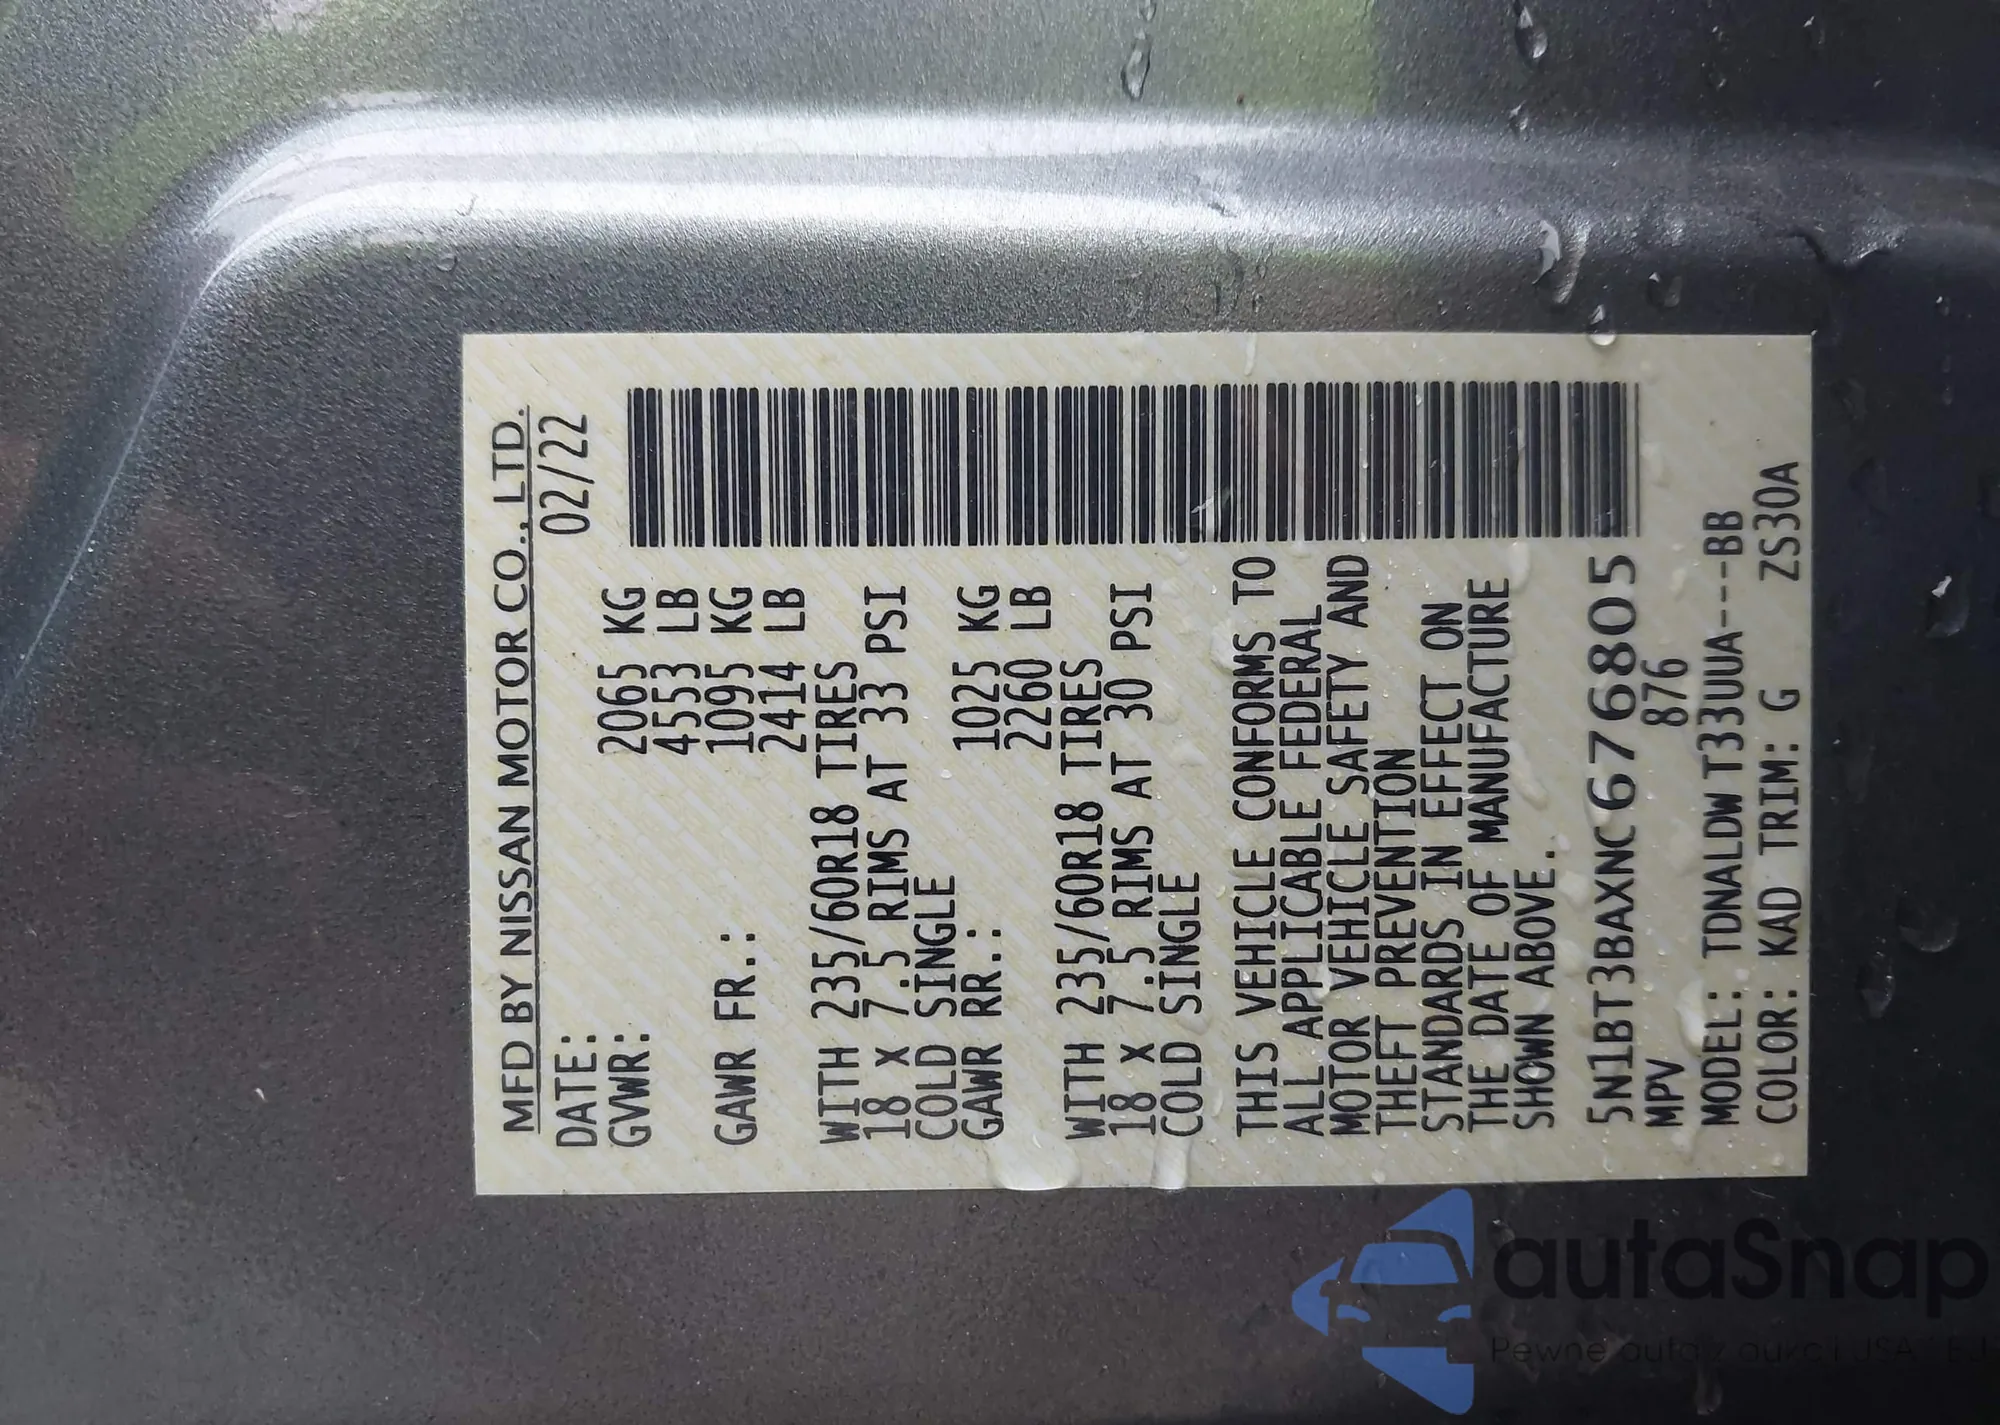 MFD BY NISSAN MOTOR CO., LTD.
DATE: 02/22
GVWR: 2065 KG
4553 LB
GAWR FR.: 1095 KG
2414 LB
WITH 235/60R18 TIRES
18 X 7.5 RIMS AT 33 PSI
COLD SINGLE
GAWR RR.: 1025 KG
2260 LB
WITH 235/60R18 TIRES
18 X 7.5 RIMS AT 30 PSI
COLD SINGLE
THIS VEHICLE CONFORMS TO
ALL APPLICABLE FEDERAL
MOTOR VEHICLE SAFETY AND
THEFT PREVENTION
STANDARDS IN EFFECT ON
THE DATE OF MANUFACTURE
SHOWN ABOVE.
5N1BT3BAXNC676805
MPV 876
MODEL: TDNALDW T33UUA---BB
COLOR: KAD TRIM: G ZS30A
autaSnap
Pewne auta z aukcji USA